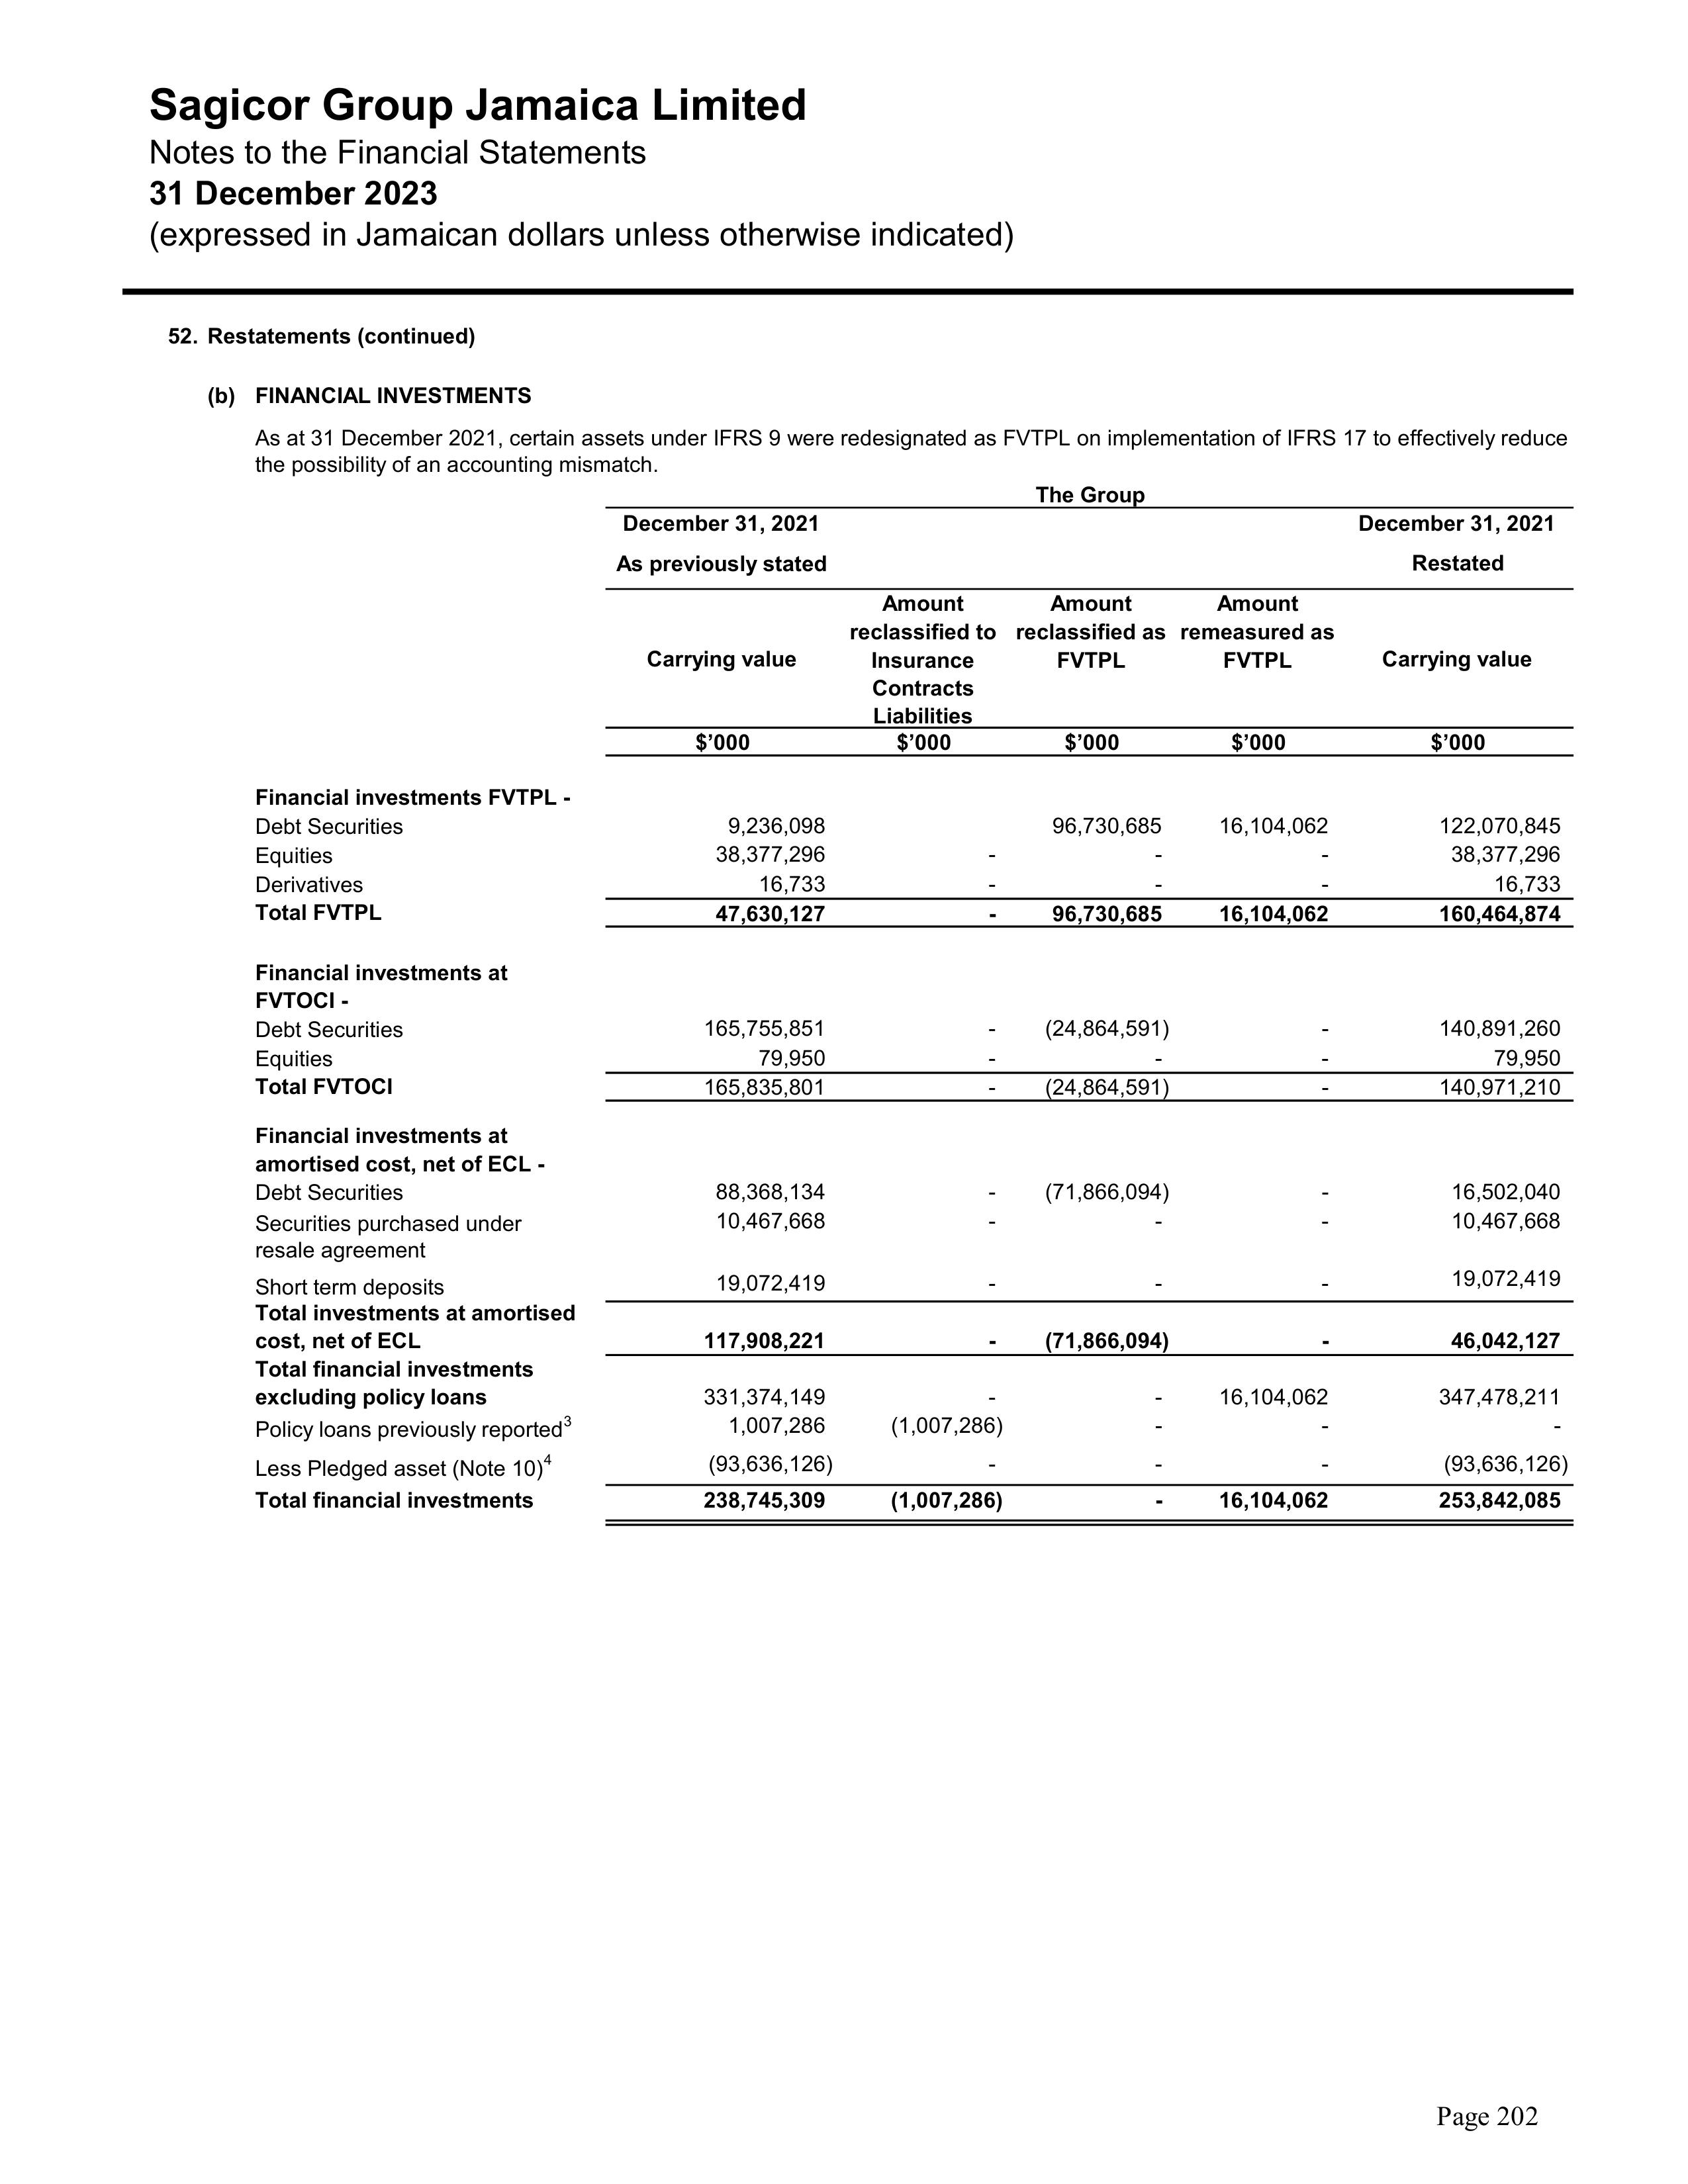 Sagicor Group Jamaica Limited
Notes to the Financial Statements
31 December 2023
(expressed in Jamaican dollars unless otherwise indicated)
52. Restatements (continued)
(b) FINANCIAL INVESTMENTS
As at 31 December 2021, certain assets under IFRS 9 were redesignated as FVTPL on implementation of IFRS 17 to effectively reduce
the possibility of an accounting mismatch.
The Group
December 31, 2021 December 31, 2021
As previously stated Restated
Amount Amount Amount
reclassified to reclassified as remeasured as
Carrying value Insurance FVTPL FVTPL Carrying value
Contracts
Liabilities
$’000 $’000 $’000 $’000 $’000
Financial investments FVTPL -
Debt Securities 9,236,098 96,730,685 16,104,062 122,070,845
Equities 38,377,296 - - - 38,377,296
Derivatives 16,733 - - - 16,733
Total FVTPL 47,630,127 - 96,730,685 16,104,062 160,464,874
Financial investments at
FVTOCI -
Debt Securities 165,755,851 - (24,864,591) - 140,891,260
Equities 79,950 - - - 79,950
Total FVTOCI 165,835,801 - (24,864,591) - 140,971,210
Financial investments at
amortised cost, net of ECL -
Debt Securities 88,368,134 - (71,866,094) - 16,502,040
Securities purchased under 10,467,668 - - - 10,467,668
resale agreement
Short term deposits 19,072,419 - - - 19,072,419
Total investments at amortised
cost, net of ECL 117,908,221 - (71,866,094) - 46,042,127
Total financial investments
excluding policy loans 331,374,149 - - 16,104,062 347,478,211
Policy loans previously reported3 1,007,286 (1,007,286) - - -
Less Pledged asset (Note 10)4 (93,636,126) - - - (93,636,126)
Total financial investments 238,745,309 (1,007,286) - 16,104,062 253,842,085
Page 202